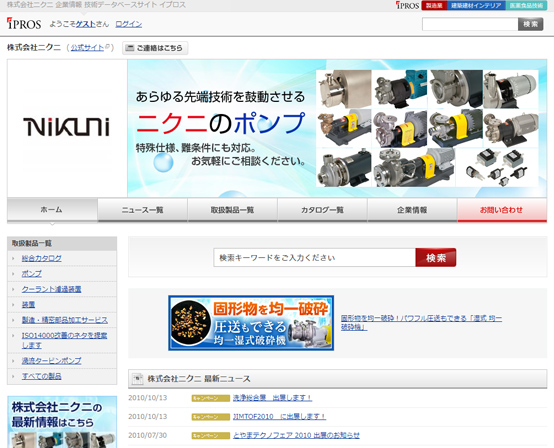 株式会社ニクニ 企業情報 技術データベースサイト イプロス
iPROS 製造業 建築建材インテリア 医薬食品技術
iPROS ようこそゲストさん ログイン 検索
株式会社ニクニ (公式サイト) ご連絡はこちら
NiKUNi
あらゆる先端技術を鼓動させる
ニクニのポンプ
特殊仕様、難条件にも対応。
お気軽にご相談ください。
ホーム ニュース一覧 取扱製品一覧 カタログ一覧 企業情報 お問い合わせ
取扱製品一覧
総合カタログ
ポンプ
クーラント濾過装置
装置
製造・精密部品加工サービス
ISO14000改善のネタを提案
します
渦流タービンポンプ
すべての製品
株式会社ニクニの
最新情報はこちら
検索キーワードをご入力ください 検索
固形物を均一破砕
圧送もできる
均一湿式破砕機
固形物を均一破砕！パワフル圧送もできる「湿式 均一
破砕機」
株式会社ニクニ 最新ニュース
2010/10/13 キャンペーン 洗浄総合展 出展します！
2010/10/13 キャンペーン JIMTOF2010 に出展します！
2010/07/30 キャンペーン とやまテクノフェア 2010 出展のお知らせ